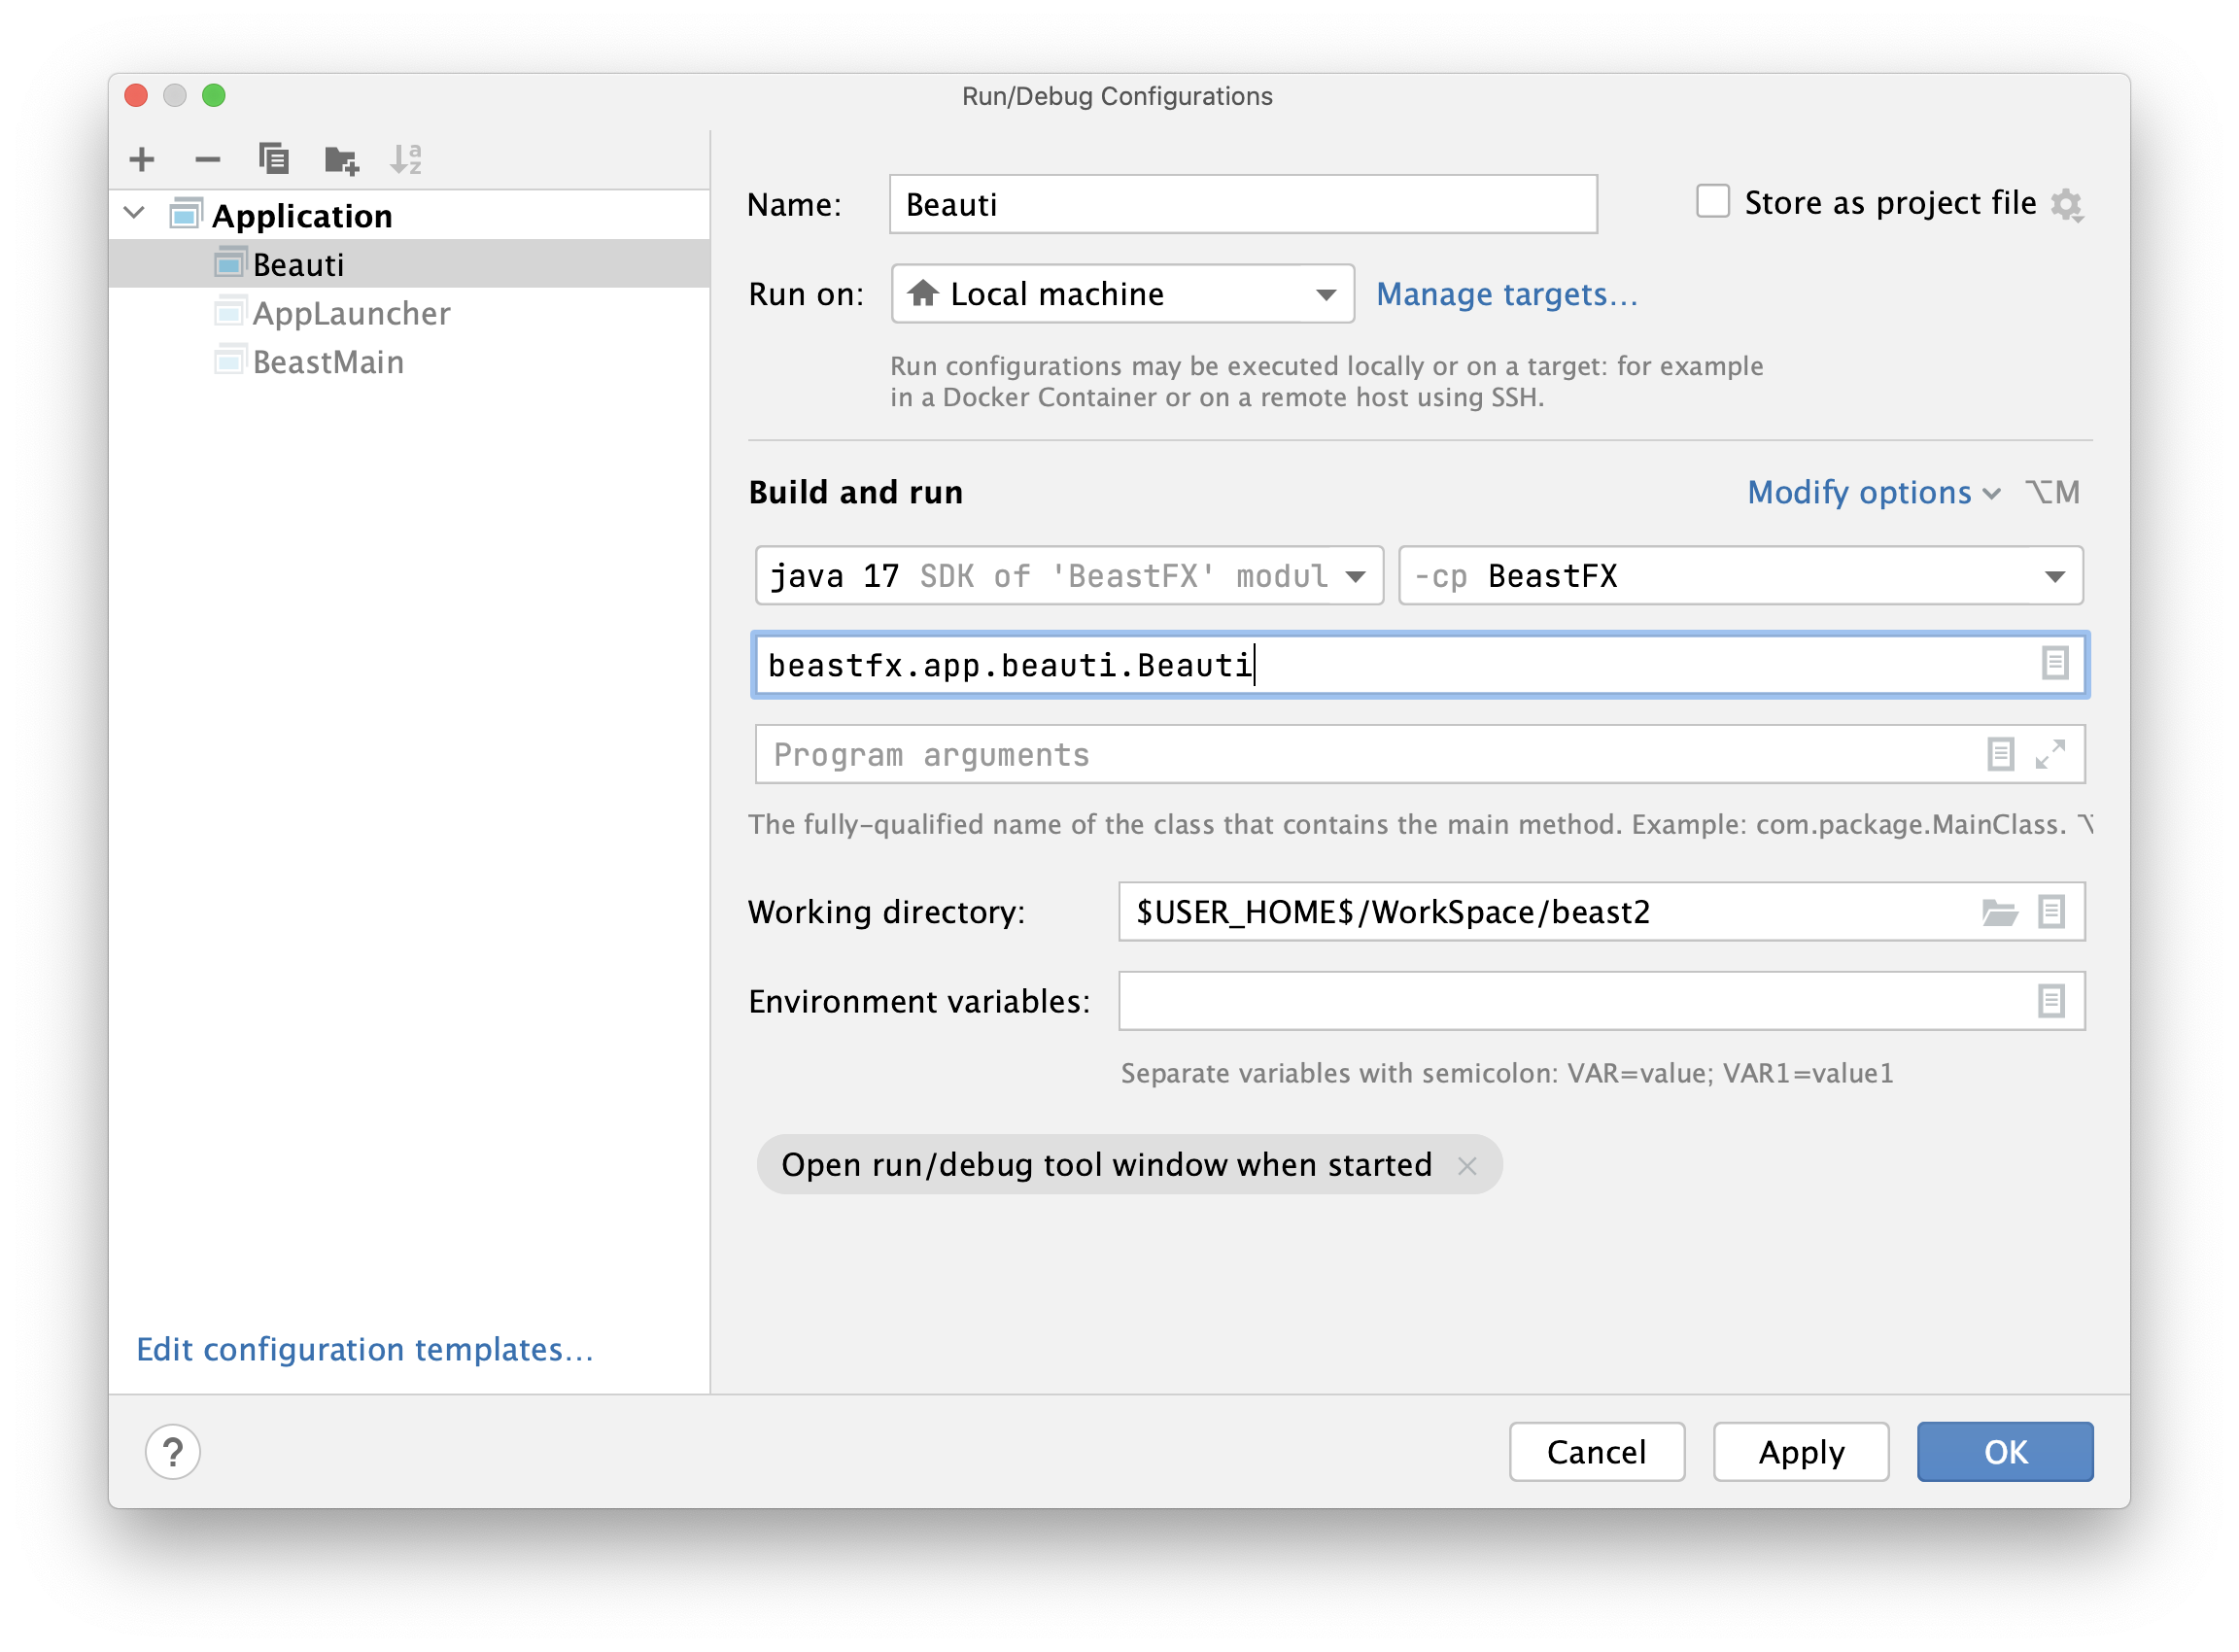 Run/Debug Configurations
Application
Beauti
AppLauncher
BeastMain
Edit configuration templates...
Name: Beauti Store as project file
Run on: Local machine Manage targets...
Run configurations may be executed locally or on a target: for example
in a Docker Container or on a remote host using SSH.
Build and run Modify options ⌥M
java 17 SDK of 'BeastFX' modul -cp BeastFX
beastfx.app.beauti.Beauti
Program arguments
The fully-qualified name of the class that contains the main method. Example: com.package.MainClass.
Working directory: $USER_HOME$/WorkSpace/beast2
Environment variables:
Separate variables with semicolon: VAR=value; VAR1=value1
Open run/debug tool window when started
? Cancel Apply OK